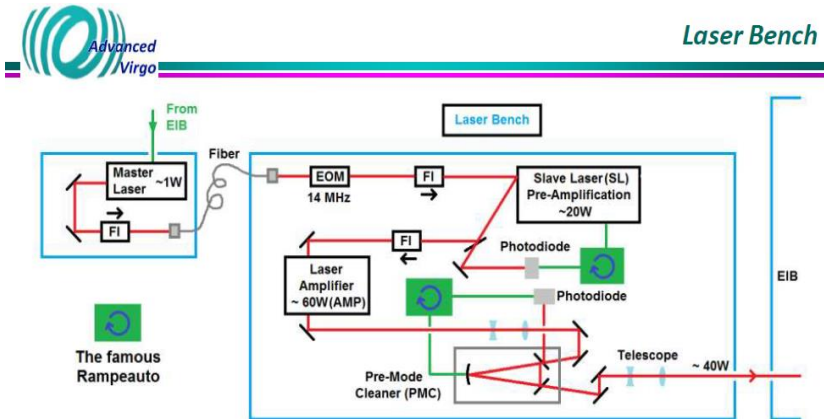 Advanced
Virgo
Laser Bench
From
EIB
Laser Bench
Fiber
Master
Laser
~1W
FI
EOM
14 MHz
FI
Slave Laser(SL)
Pre-Amplification
~20W
FI
Photodiode
Laser
Amplifier
~ 60W(AMP)
Photodiode
EIB
The famous
Rampeauto
Pre-Mode
Cleaner (PMC)
Telescope
~ 40W